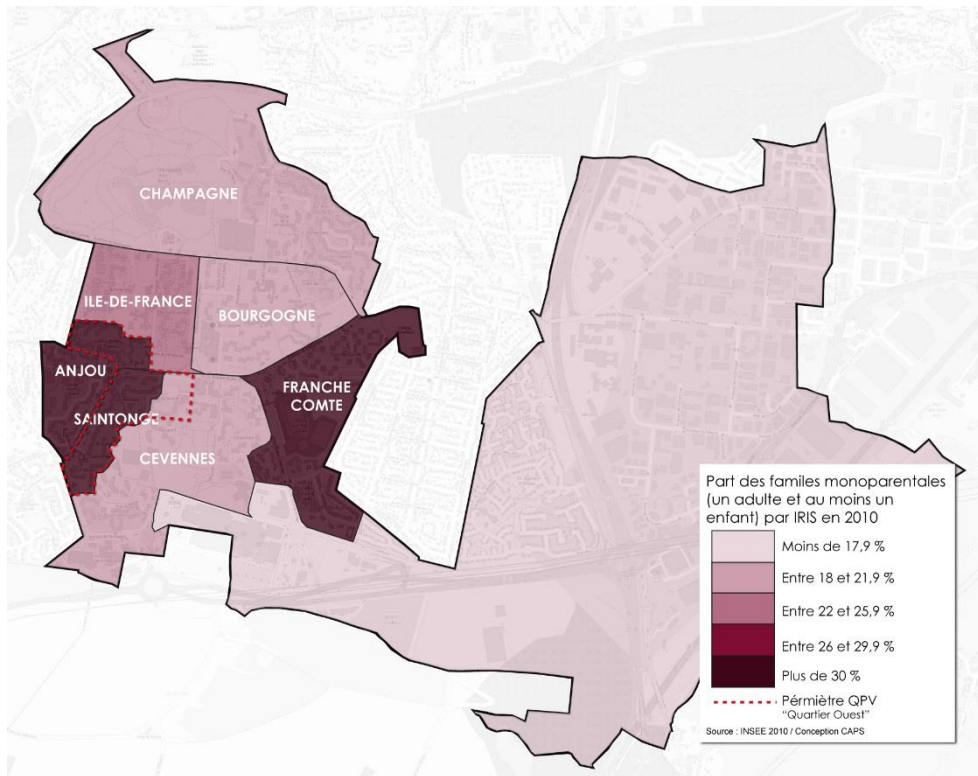 CHAMPAGNE
ILE-DE-FRANCE
BOURGOGNE
ANJOU
FRANCHE
COMTE
SAINTONGE
CEVENNES
Part des familes monoparentales
(un adulte et au moins un
enfant) par IRIS en 2010
Moins de 17,9 %
Entre 18 et 21,9 %
Entre 22 et 25,9 %
Entre 26 et 29,9 %
Plus de 30 %
Pérmiètre QPV
"Quartier Ouest"
Source : INSEE 2010 / Conception CAPS